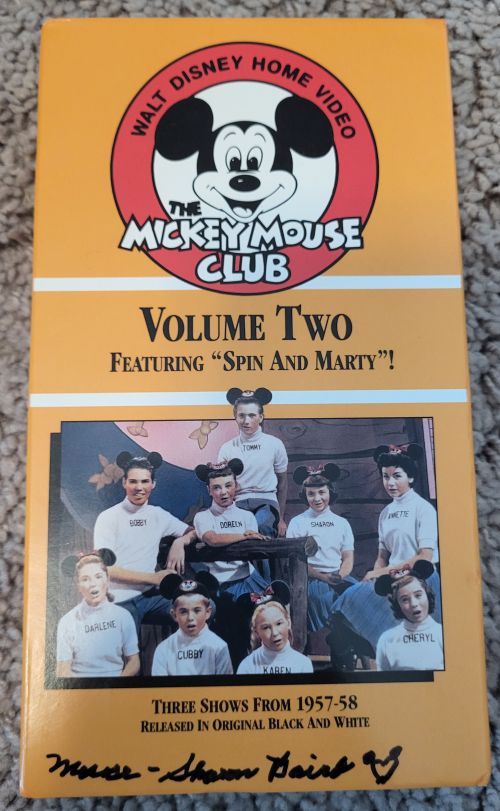 WALT DISNEY HOME VIDEO
THE
MICKEY MOUSE
CLUB
VOLUME TWO
FEATURING "SPIN AND MARTY"!
TOMMY
BOBBY
DOREEN
SHARON
ANNETTE
DARLENE
CUBBY
KAREN
CHERYL
THREE SHOWS FROM 1957-58
RELEASED IN ORIGINAL BLACK AND WHITE
Mouse - Sharon Baird